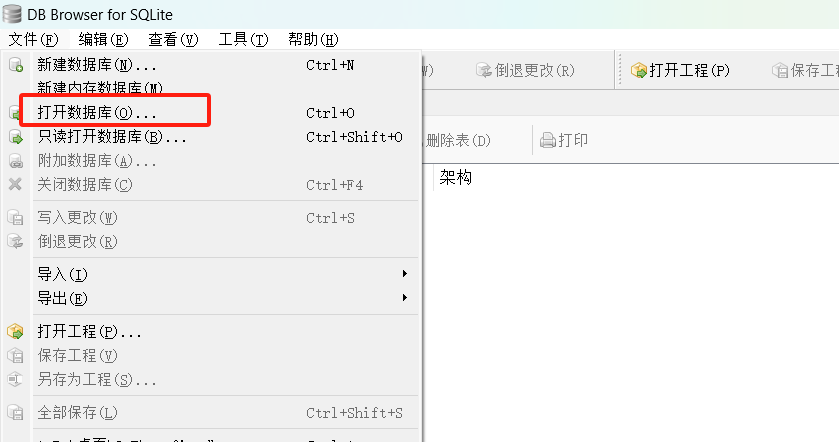 DB Browser for SQLite
文件(F) 编辑(E) 查看(V) 工具(T) 帮助(H)
新建数据库(N)... Ctrl+N
W) 倒退更改(R) 打开工程(P) 保存工程
新建内存数据库(M)
打开数据库(O)... Ctrl+O
只读打开数据库(B)... Ctrl+Shift+O
删除表(D) 打印
附加数据库(A)...
关闭数据库(C) Ctrl+F4
架构
写入更改(W) Ctrl+S
倒退更改(R)
导入(I)
导出(E)
打开工程(P)...
保存工程(V)
另存为工程(S)...
全部保存(L) Ctrl+Shift+S